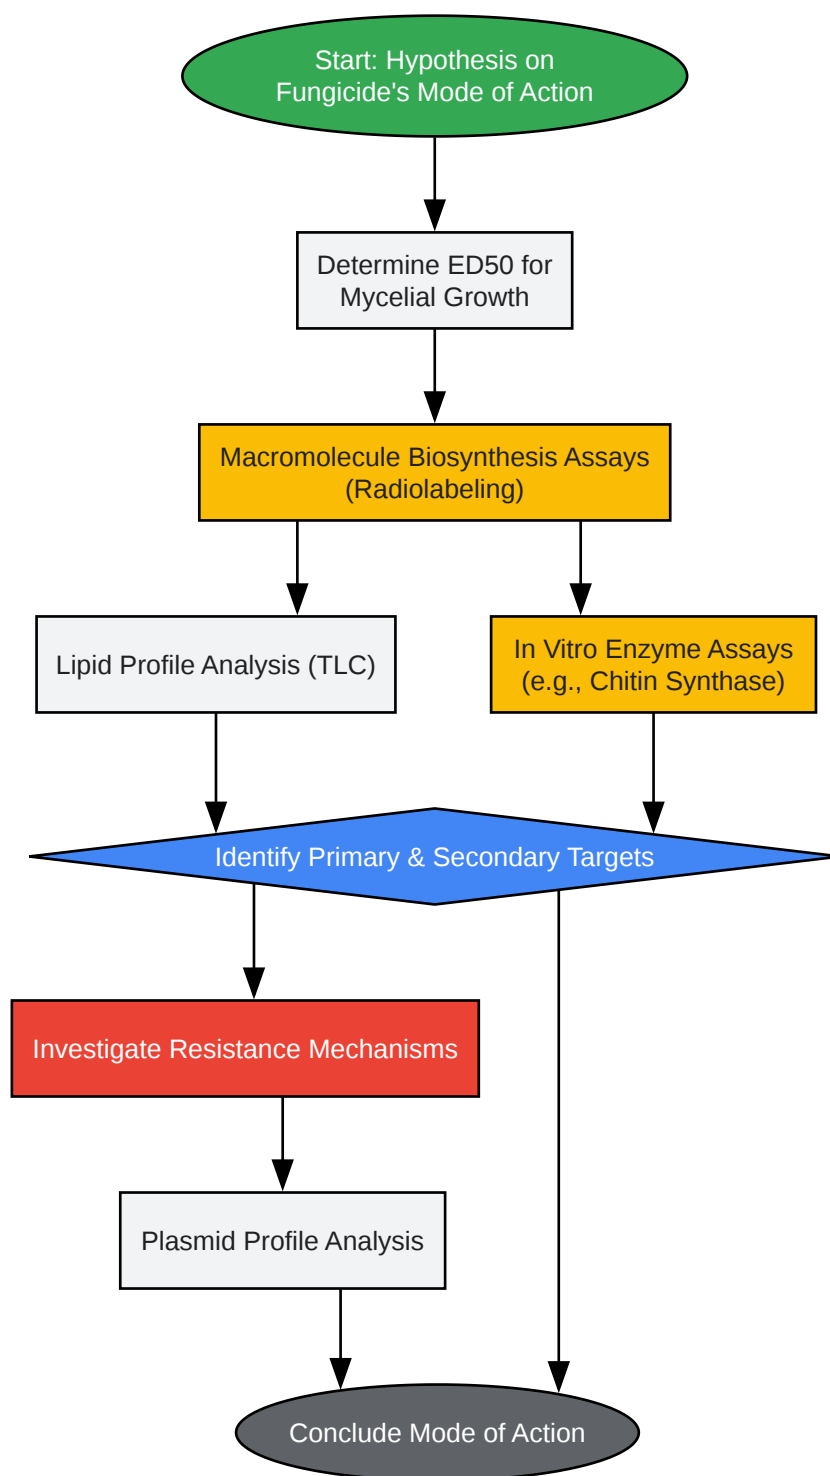 Start: Hypothesis on
Fungicide's Mode of Action
Determine ED50 for
Mycelial Growth
Macromolecule Biosynthesis Assays
(Radiolabeling)
Lipid Profile Analysis (TLC)
In Vitro Enzyme Assays
(e.g., Chitin Synthase)
Identify Primary & Secondary Targets
Investigate Resistance Mechanisms
Plasmid Profile Analysis
Conclude Mode of Action